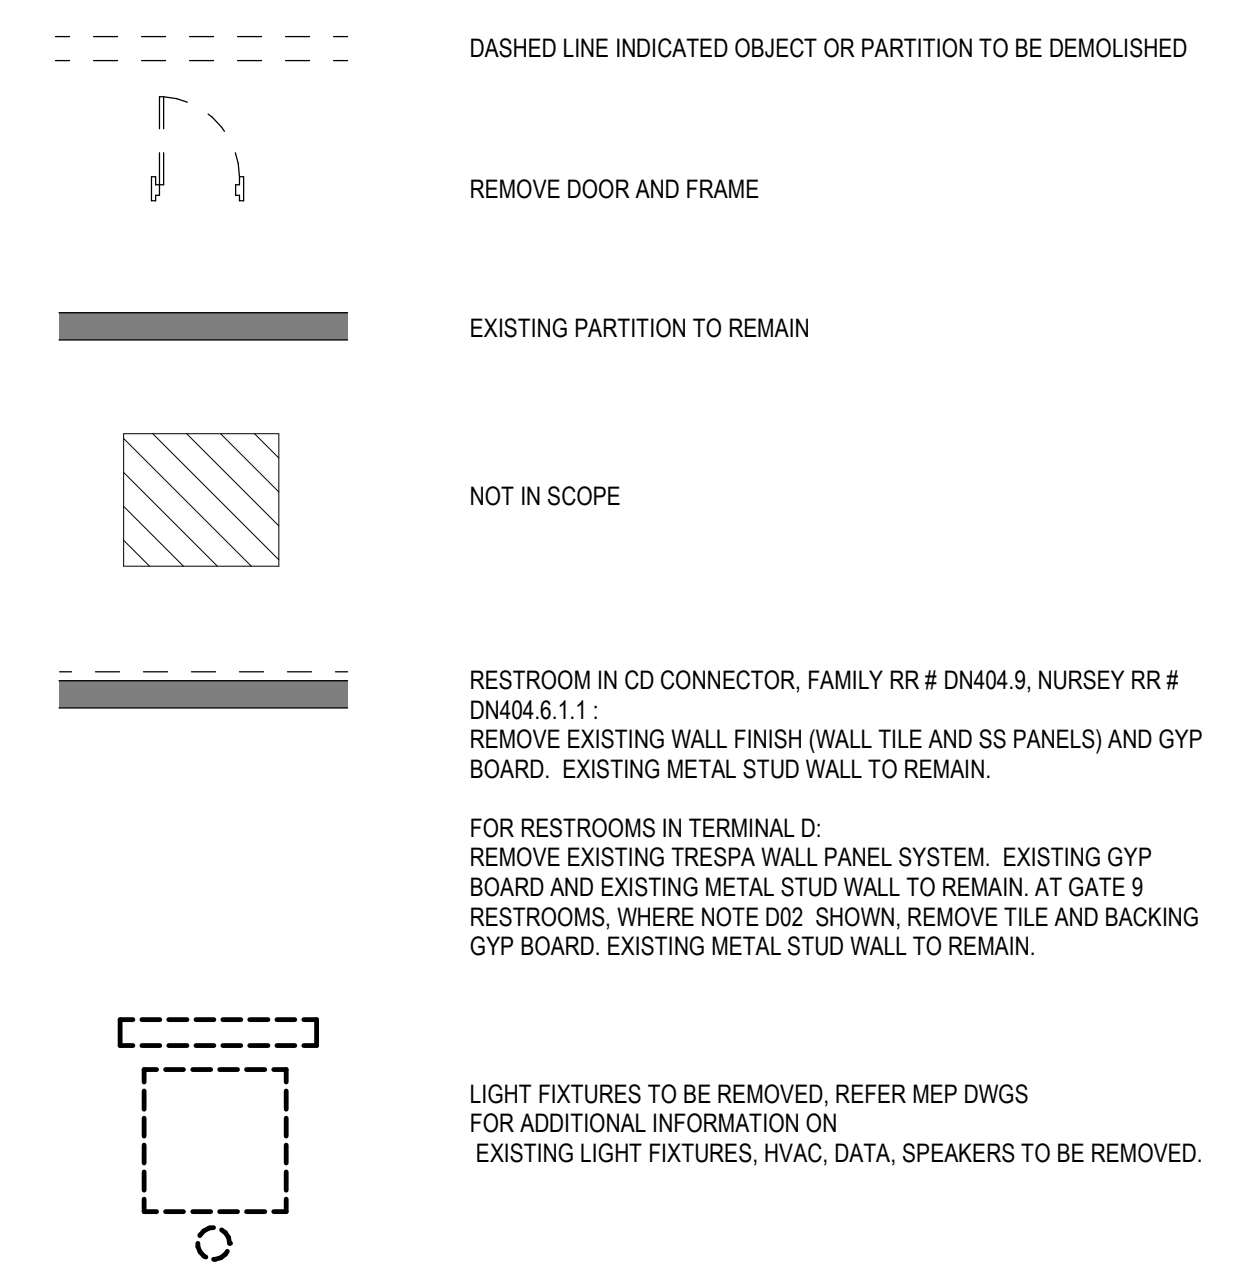 DASHED LINE INDICATED OBJECT OR PARTITION TO BE DEMOLISHED
REMOVE DOOR AND FRAME
EXISTING PARTITION TO REMAIN
NOT IN SCOPE
RESTROOM IN CD CONNECTOR, FAMILY RR # DN404.9, NURSEY RR #
DN404.6.1.1 :
REMOVE EXISTING WALL FINISH (WALL TILE AND SS PANELS) AND GYP
BOARD.  EXISTING METAL STUD WALL TO REMAIN.
FOR RESTROOMS IN TERMINAL D:
REMOVE EXISTING TRESPA WALL PANEL SYSTEM.  EXISTING GYP
BOARD AND EXISTING METAL STUD WALL TO REMAIN. AT GATE 9
RESTROOMS, WHERE NOTE D02  SHOWN, REMOVE TILE AND BACKING
GYP BOARD. EXISTING METAL STUD WALL TO REMAIN.
LIGHT FIXTURES TO BE REMOVED, REFER MEP DWGS
FOR ADDITIONAL INFORMATION ON
EXISTING LIGHT FIXTURES, HVAC, DATA, SPEAKERS TO BE REMOVED.